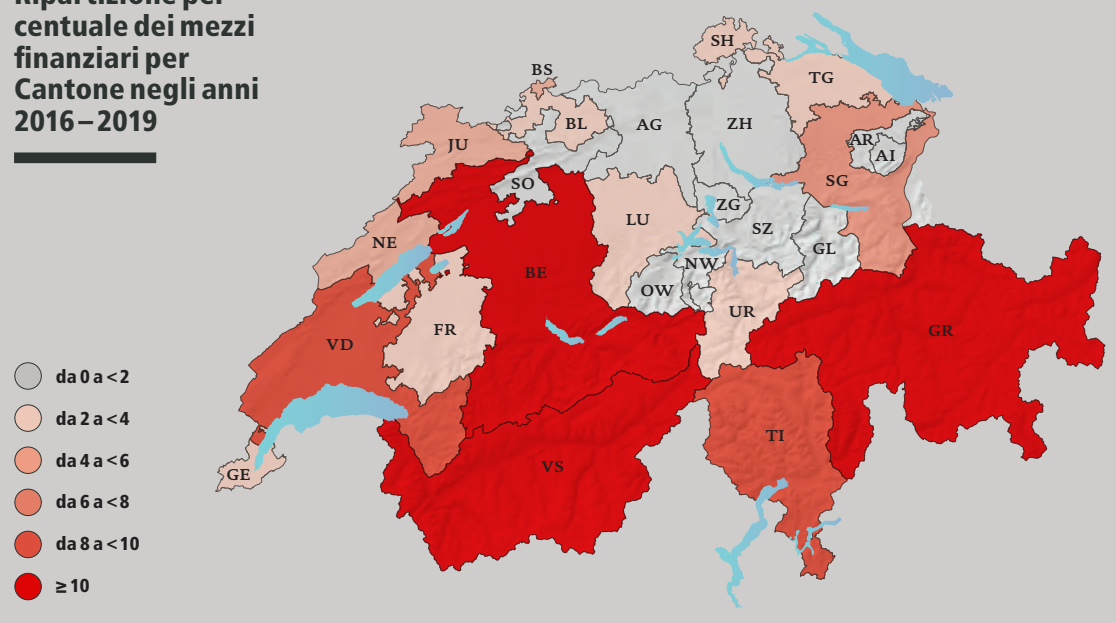 Ripartizione per-
centuale dei mezzi
finanziari per
Cantone negli anni
2016–2019
SH
BS
TG
BL
AG
ZH
JU
AR
AI
SO
SG
ZG
LU
SZ
NE
GL
NW
BE
OW
UR
FR
GR
VD
da 0 a < 2
da 2 a < 4
TI
da 4 a < 6
VS
GE
da 6 a < 8
da 8 a < 10
≥ 10